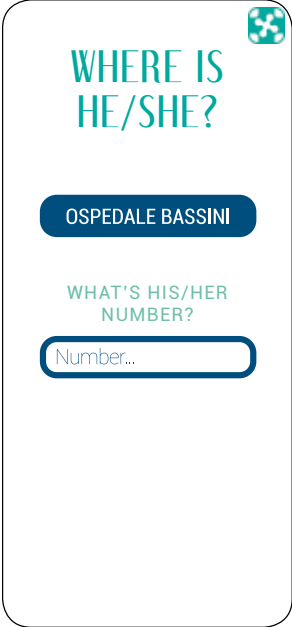 WHERE IS
HE/SHE?
OSPEDALE BASSINI
WHAT'S HIS/HER
NUMBER?
Number...